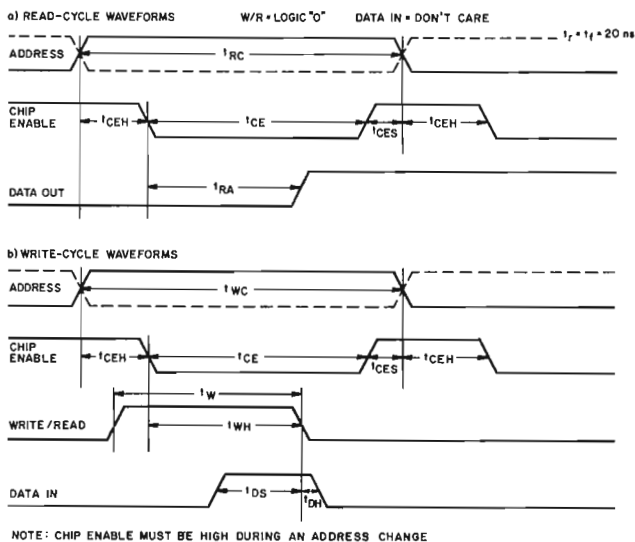 a) READ-CYCLE WAVEFORMS W/R = LOGIC "O" DATA IN = DON'T CARE
tr = tf = 20 ns
ADDRESS tRC
CHIP ENABLE tCEH tCE tCES tCEH
DATA OUT tRA
b) WRITE-CYCLE WAVEFORMS
ADDRESS tWC
CHIP ENABLE tCEH tCE tCES tCEH
tW
WRITE/READ tWH
DATA IN tDS tDH
NOTE: CHIP ENABLE MUST BE HIGH DURING AN ADDRESS CHANGE